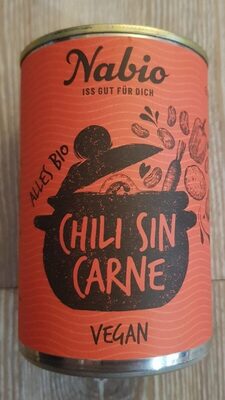 Nabio
ISS GUT FÜR DICH
ALLES BIO
CHILI SIN
CARNE
VEGAN